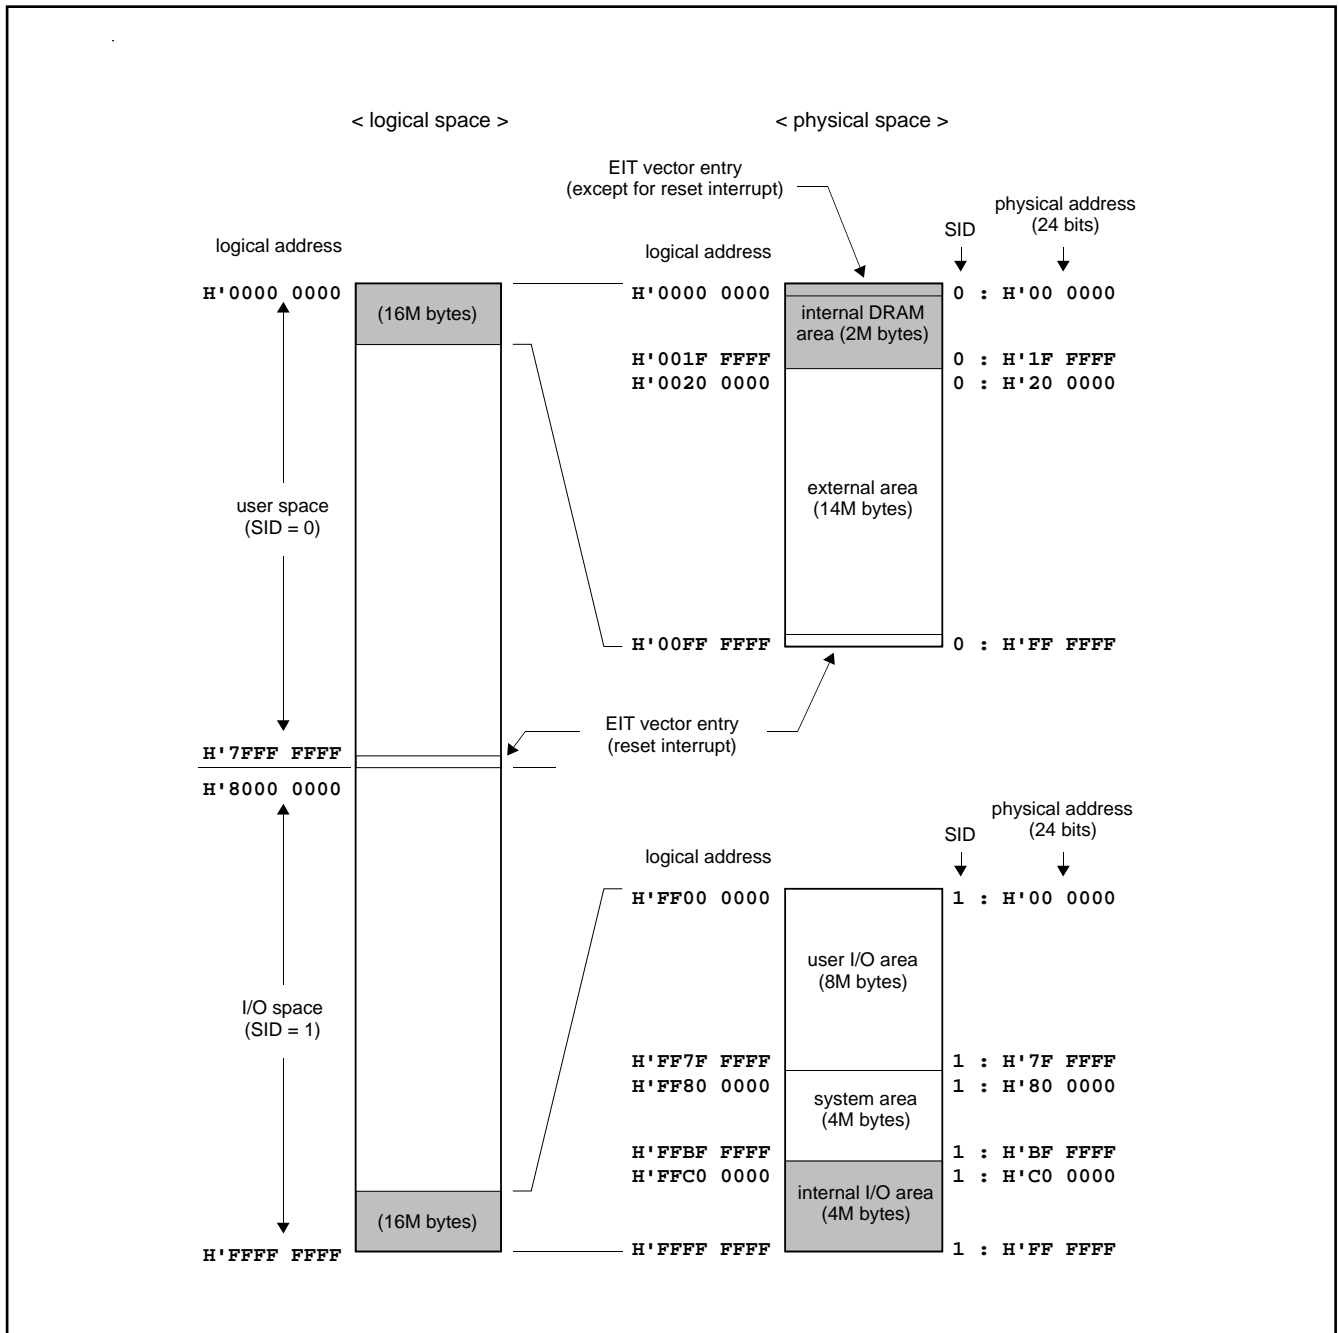 < logical space >
< physical space >
EIT vector entry
(except for reset interrupt)
physical address
(24 bits)
SID
logical address
logical address
H'0000 0000
(16M bytes)
H'0000 0000
internal DRAM
area (2M bytes)
0 : H'00 0000
H'001F FFFF
0 : H'1F FFFF
H'0020 0000
0 : H'20 0000
external area
(14M bytes)
user space
(SID = 0)
H'00FF FFFF
0 : H'FF FFFF
EIT vector entry
(reset interrupt)
H'7FFF FFFF
H'8000 0000
physical address
(24 bits)
SID
logical address
H'FF00 0000
1 : H'00 0000
user I/O area
(8M bytes)
I/O space
(SID = 1)
H'FF7F FFFF
1 : H'7F FFFF
H'FF80 0000
1 : H'80 0000
system area
(4M bytes)
H'FFBF FFFF
1 : H'BF FFFF
H'FFC0 0000
1 : H'C0 0000
internal I/O area
(4M bytes)
(16M bytes)
H'FFFF FFFF
H'FFFF FFFF
1 : H'FF FFFF